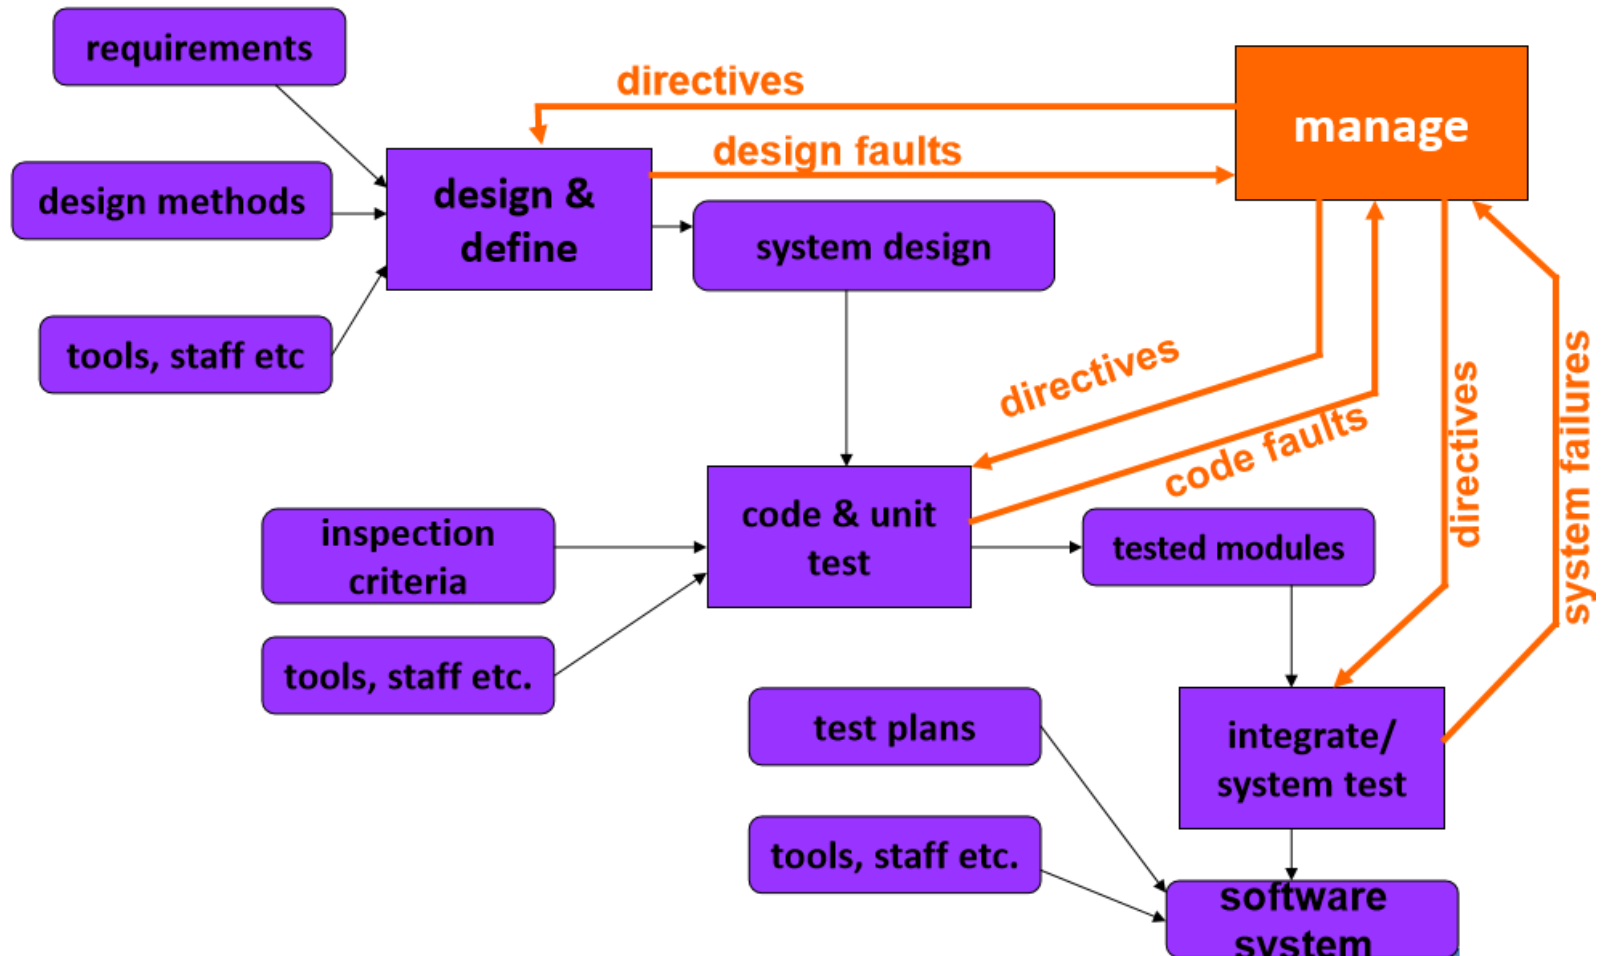 requirements
directives
manage
design faults
design methods
design &
define
system design
tools, staff etc
directives
code faults
directives
system failures
inspection
criteria
code & unit
test
tested modules
tools, staff etc.
test plans
integrate/
system test
tools, staff etc.
software
system